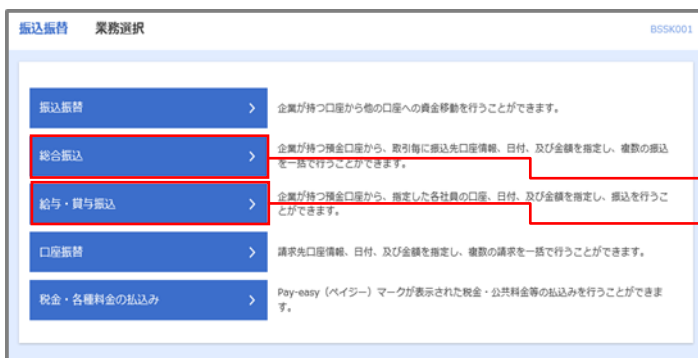 振込振替 業務選択 BSSK001
振込振替 企業が持つ口座から他の口座への資金移動を行うことができます。
総合振込 企業が持つ預金口座から、取引毎に振込先口座情報、日付、及び金額を指定し、複数の振込
を一括で行うことができます。
給与・賞与振込 企業が持つ預金口座から、指定した各社員の口座、日付、及び金額を指定し、振込を行うこ
とができます。
口座振替 請求先口座情報、日付、及び金額を指定し、複数の請求を一括で行うことができます。
税金・各種料金の払込み Pay-easy（ペイジー）マークが表示された税金・公共料金等の払込みを行うことができま
す。